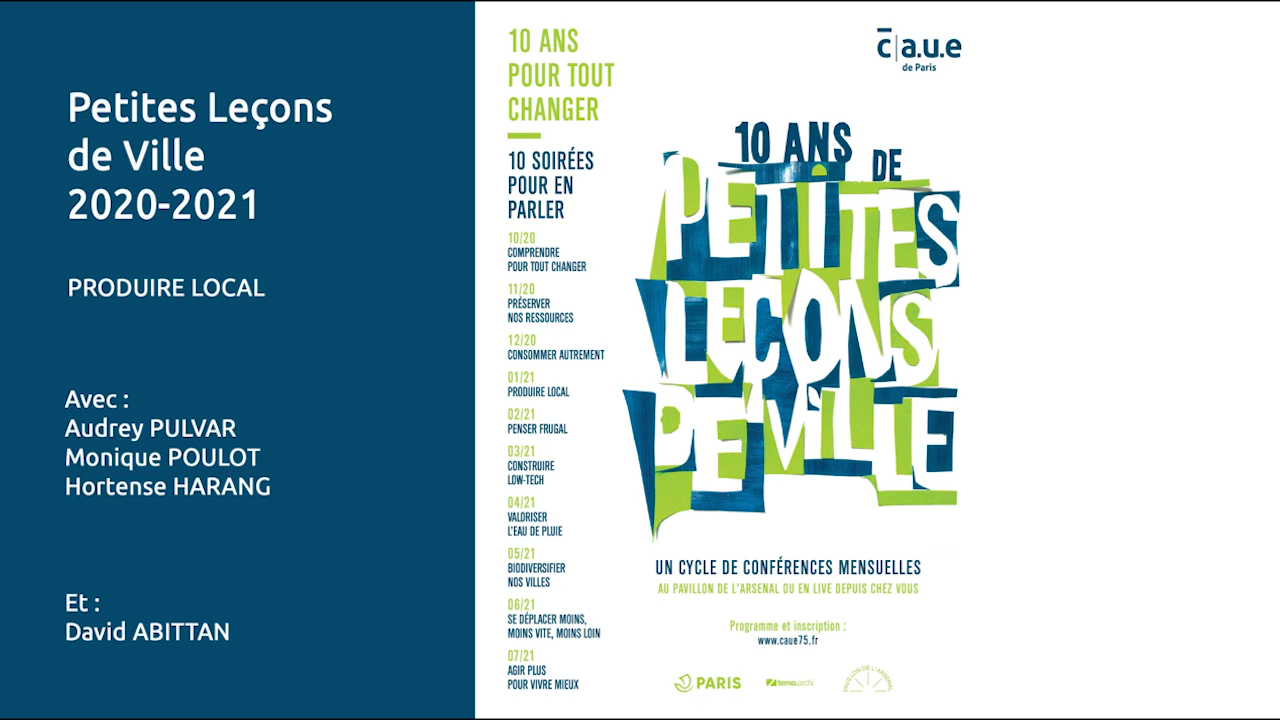 Petites Leçons
de Ville
2020-2021
PRODUIRE LOCAL
Avec :
Audrey PULVAR
Monique POULOT
Hortense HARANG
Et :
David ABITTAN
10 ANS
POUR TOUT
CHANGER
10 SOIRÉES
POUR EN
PARLER
10/20
COMPRENDRE
POUR TOUT CHANGER
11/20
PRÉSERVER
NOS RESSOURCES
12/20
CONSOMMER AUTREMENT
01/21
PRODUIRE LOCAL
02/21
PENSER FRUGAL
03/21
CONSTRUIRE
LOW-TECH
04/21
VALORISER
L'EAU DE PLUIE
05/21
BIODIVERSIFIER
NOS VILLES
06/21
SE DÉPLACER MOINS,
MOINS VITE, MOINS LOIN
07/21
AGIR PLUS
POUR VIVRE MIEUX
c|a.u.e
de Paris
10 ANS DE
PETITES
LEÇONS
DE VILLE
UN CYCLE DE CONFÉRENCES MENSUELLES
AU PAVILLON DE L'ARSENAL OU EN LIVE DEPUIS CHEZ VOUS
Programme et inscription :
www.caue75.fr
PARIS
tema.archi
PAVILLON DE L'ARSENAL